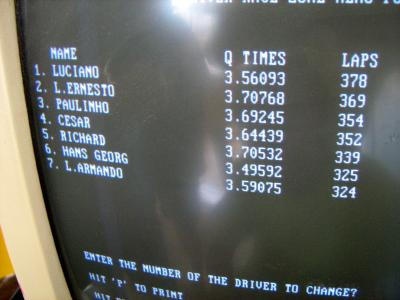 NAME Q TIMES LAPS
1. LUCIANO 3.56093 378
2. L.ERNESTO 3.70768 369
3. PAULINHO 3.69245 354
4. CESAR 3.64439 352
5. RICHARD 3.70532 339
6. HANS GEORG 3.49592 325
7. L.ARMANDO 3.59075 324
ENTER THE NUMBER OF THE DRIVER TO CHANGE?
HIT 'P' TO PRINT
HIT